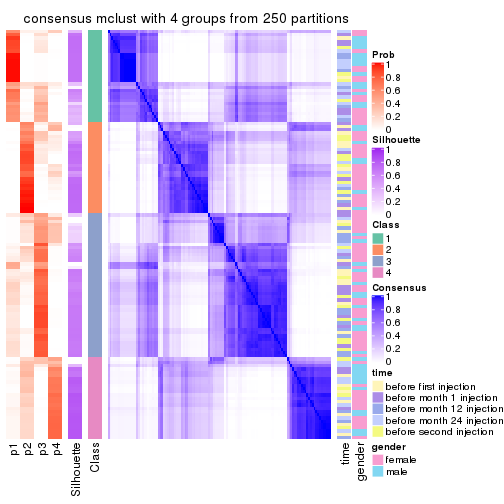 consensus mclust with 4 groups from 250 partitions
Prob
1
0.8
0.6
0.4
0.2
0
Silhouette
1
0.8
0.6
0.4
0.2
0
Class
1
2
3
4
Consensus
1
0.8
0.6
0.4
0.2
0
time
before first injection
before month 1 injection
before month 12 injection
before month 24 injection
before second injection
gender
female
male
p1
p2
p3
p4
Silhouette
Class
time
gender